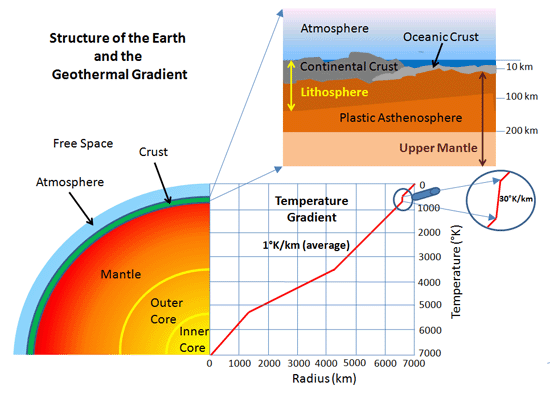 Structure of the Earth
and the
Geothermal Gradient
Atmosphere
Oceanic Crust
Continental Crust
Lithosphere
Plastic Asthenosphere
Upper Mantle
10 km
100 km
200 km
Free Space
Crust
Atmosphere
Mantle
Outer
Core
Inner
Core
Temperature
Gradient
1°K/km (average)
30°K/km
0
1000
2000
3000
4000
5000
6000
7000
Temperature (°K)
0 1000 2000 3000 4000 5000 6000 7000
Radius (km)